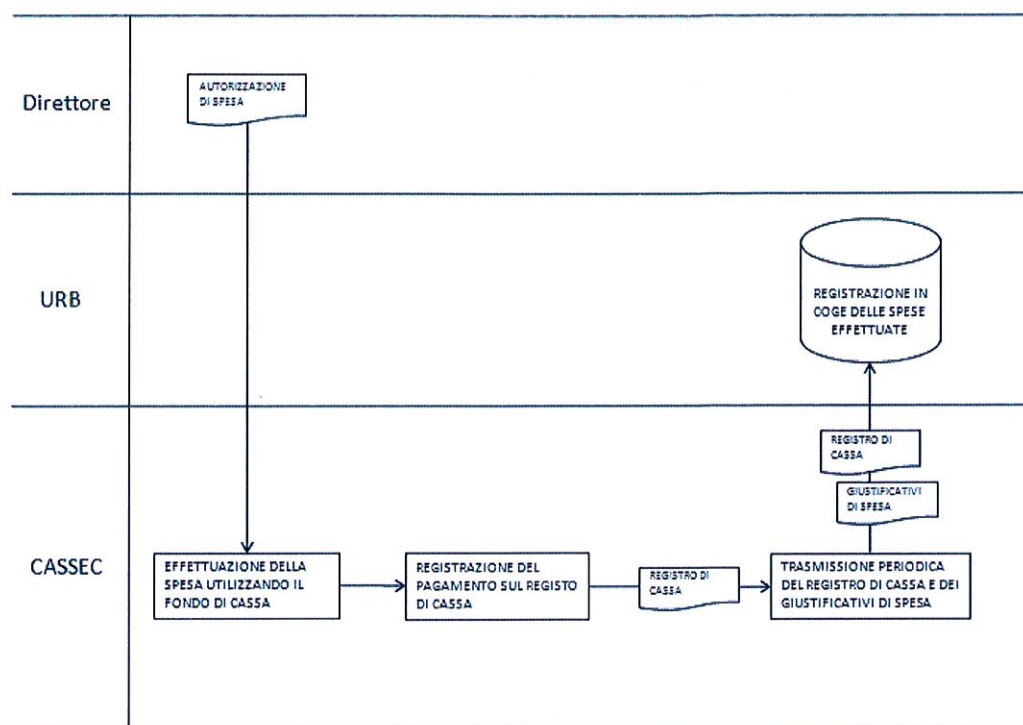 Direttore
AUTORIZZAZIONE
DI SPESA
URB
REGISTRAZIONE IN
COGE DELLE SPESE
EFFETTUATE
CASSEC
EFFETTUAZIONE DELLA
SPESA UTILIZZANDO IL
FONDO DI CASSA
REGISTRAZIONE DEL
PAGAMENTO SUL REGISTO
DI CASSA
REGISTRO DI
CASSA
TRASMISSIONE PERIODICA
DEL REGISTRO DI CASSA E DEI
GIUSTIFICATIVI DI SPESA
GIUSTIFICATIVI
DI SPESA
REGISTRO DI
CASSA